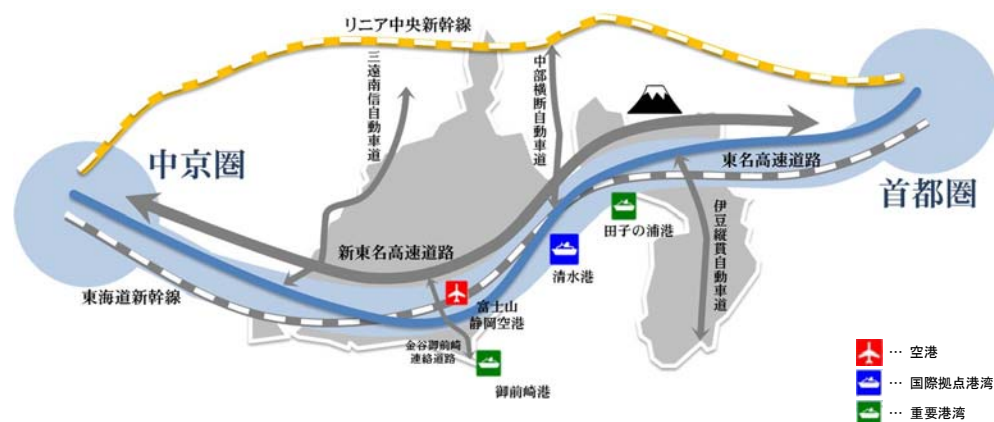 リニア中央新幹線
三遠南信自動車道
中部横断自動車道
中京圏
東名高速道路
首都圏
伊豆縦貫自動車道
田子の浦港
新東名高速道路
清水港
東海道新幹線
富士山
静岡空港
金谷御前崎
連絡道路
御前崎港
… 空港
… 国際拠点港湾
… 重要港湾